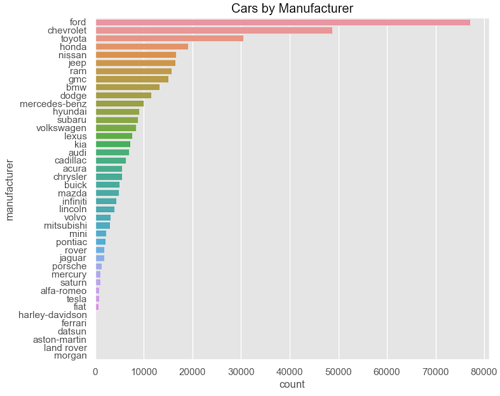 Cars by Manufacturer
manufacturer
ford
chevrolet
toyota
honda
nissan
jeep
ram
gmc
bmw
dodge
mercedes-benz
hyundai
subaru
volkswagen
lexus
kia
audi
cadillac
acura
chrysler
buick
mazda
infiniti
lincoln
volvo
mitsubishi
mini
pontiac
rover
jaguar
porsche
mercury
saturn
alfa-romeo
tesla
fiat
harley-davidson
ferrari
datsun
aston-martin
land rover
morgan
0 10000 20000 30000 40000 50000 60000 70000 80000
count